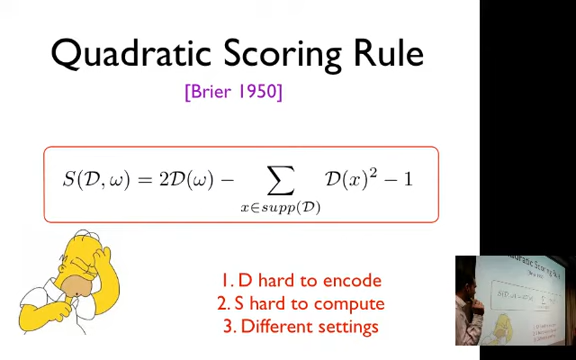 Quadratic Scoring Rule
[Brier 1950]
S(𝒟, ω) = 2𝒟(ω) − ∑ 𝒟(x)² − 1
x∈supp(𝒟)
1. D hard to encode
2. S hard to compute
3. Different settings